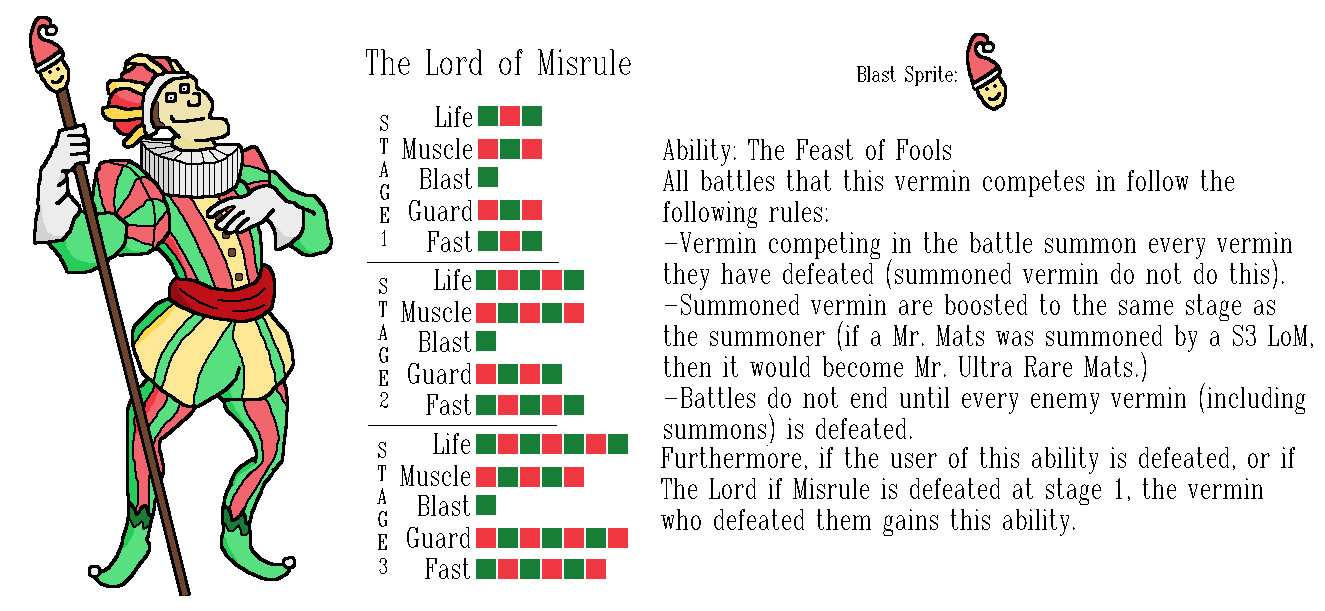 The Lord of Misrule
STAGE 1
Life
Muscle
Blast
Guard
Fast
STAGE 2
Life
Muscle
Blast
Guard
Fast
STAGE 3
Life
Muscle
Blast
Guard
Fast
Blast Sprite:
Ability: The Feast of Fools
All battles that this vermin competes in follow the
following rules:
-Vermin competing in the battle summon every vermin
they have defeated (summoned vermin do not do this).
-Summoned vermin are boosted to the same stage as
the summoner (if a Mr. Mats was summoned by a S3 LoM,
then it would become Mr. Ultra Rare Mats.)
-Battles do not end until every enemy vermin (including
summons) is defeated.
Furthermore, if the user of this ability is defeated, or if
The Lord if Misrule is defeated at stage 1, the vermin
who defeated them gains this ability.